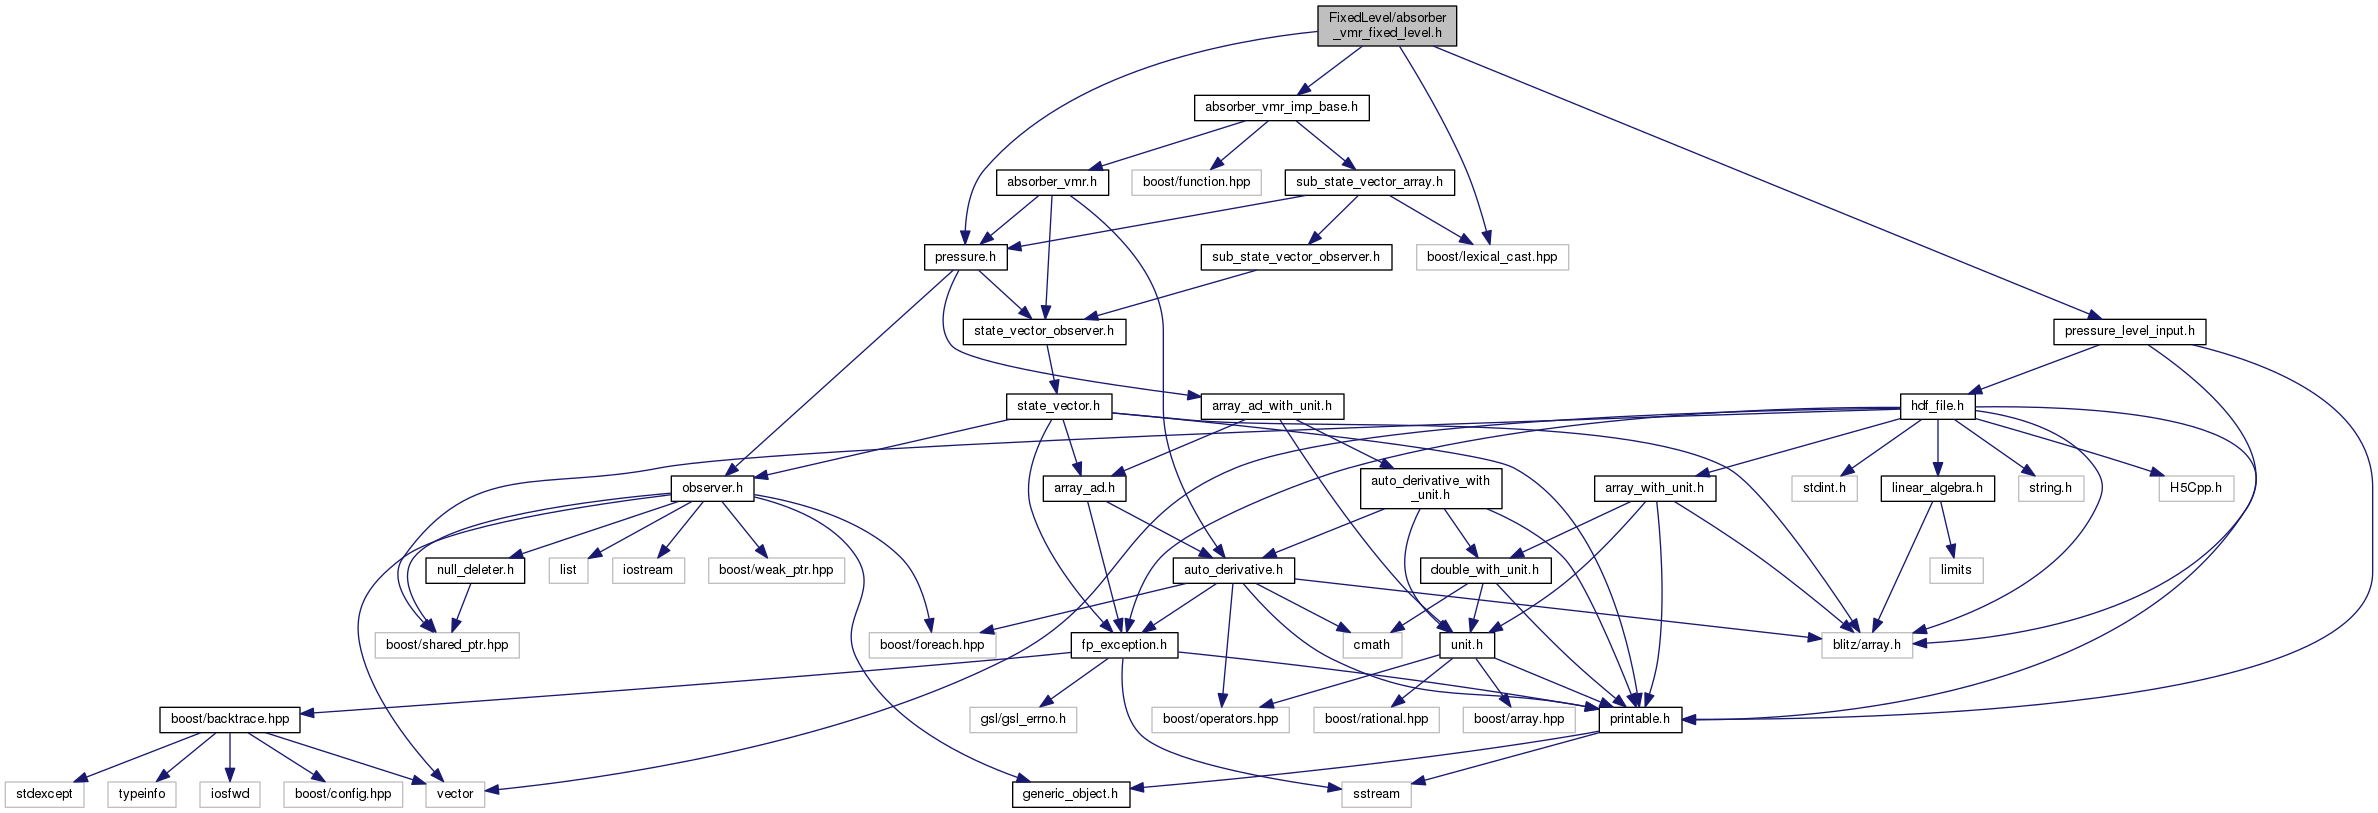 FixedLevel/absorber
_vmr_fixed_level.h
absorber_vmr_imp_base.h
absorber_vmr.h
boost/function.hpp
sub_state_vector_array.h
pressure.h
sub_state_vector_observer.h
boost/lexical_cast.hpp
state_vector_observer.h
pressure_level_input.h
state_vector.h
array_ad_with_unit.h
hdf_file.h
observer.h
array_ad.h
auto_derivative_with
_unit.h
array_with_unit.h
stdint.h
linear_algebra.h
string.h
H5Cpp.h
null_deleter.h
list
iostream
boost/weak_ptr.hpp
auto_derivative.h
double_with_unit.h
limits
boost/shared_ptr.hpp
boost/foreach.hpp
fp_exception.h
cmath
unit.h
blitz/array.h
boost/backtrace.hpp
gsl/gsl_errno.h
boost/operators.hpp
boost/rational.hpp
boost/array.hpp
printable.h
stdexcept
typeinfo
iosfwd
boost/config.hpp
vector
generic_object.h
sstream